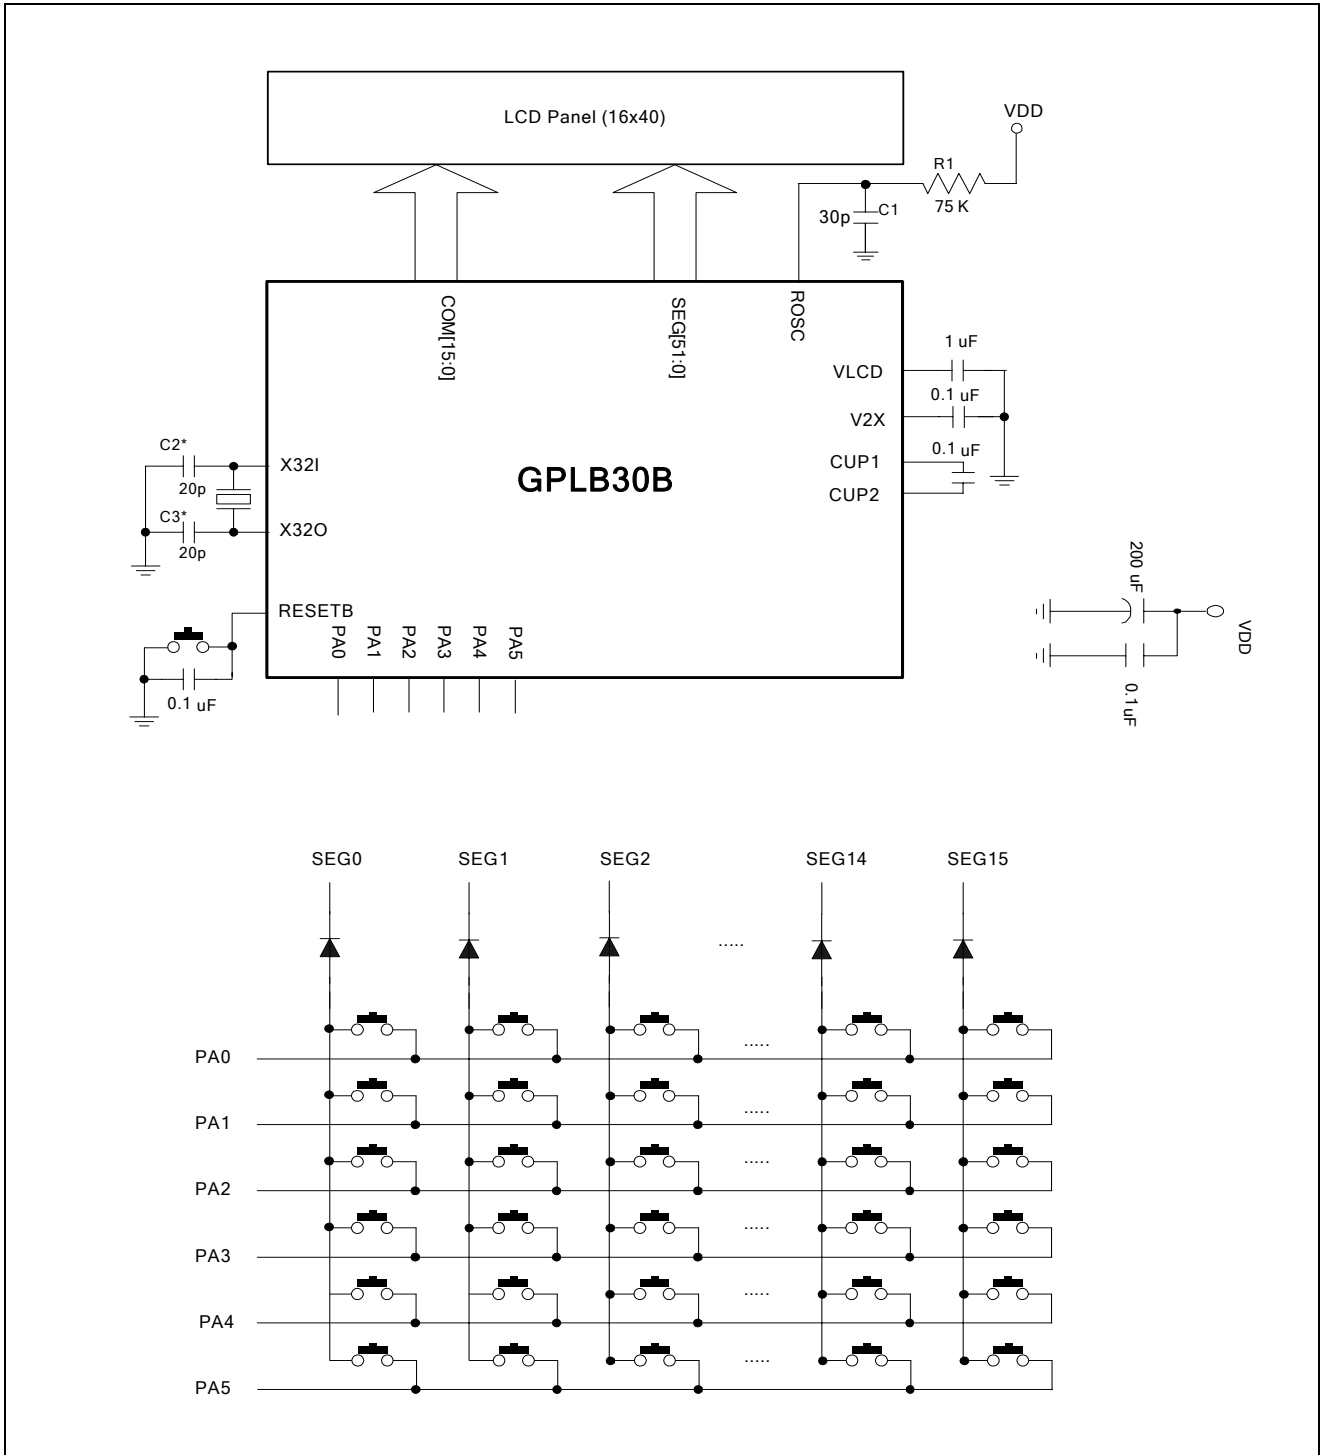 LCD Panel (16x40)
VDD
R1
75 K
30p
C1
COM[15:0]
SEG[51:0]
ROSC
1 uF
VLCD
0.1 uF
V2X
0.1 uF
CUP1
CUP2
GPLB30B
C2*
20p
X32I
C3*
20p
X32O
RESETB
0.1 uF
PA0
PA1
PA2
PA3
PA4
PA5
200 uF
VDD
0.1uF
SEG0
SEG1
SEG2
SEG14
SEG15
.....
.....
PA0
.....
PA1
.....
PA2
.....
PA3
.....
PA4
.....
PA5